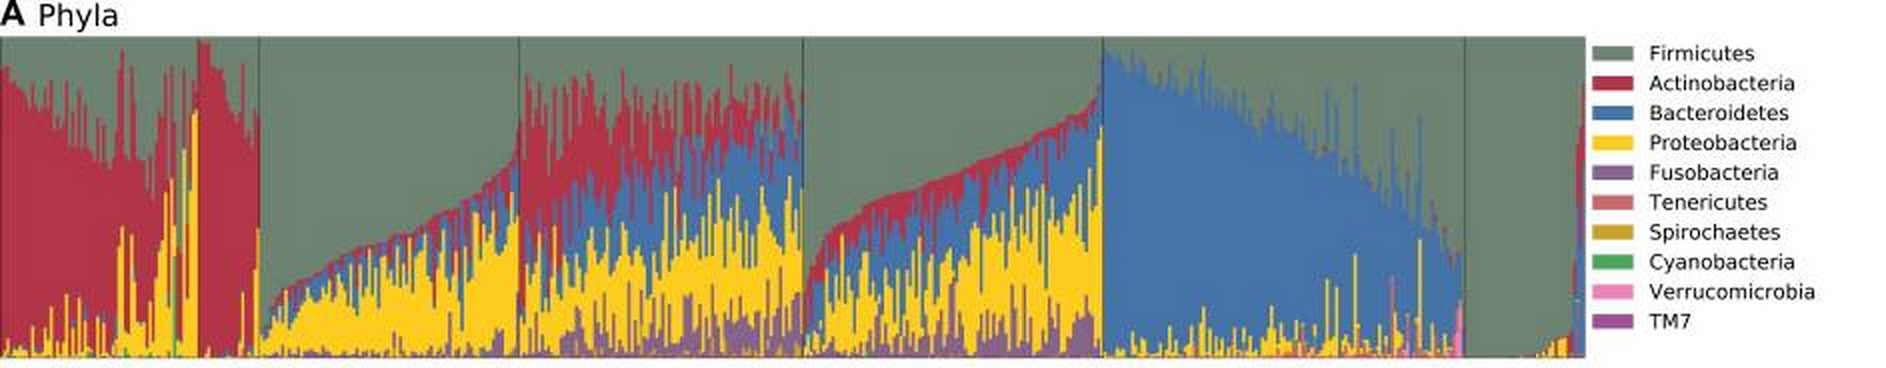 A Phyla
Firmicutes
Actinobacteria
Bacteroidetes
Proteobacteria
Fusobacteria
Tenericutes
Spirochaetes
Cyanobacteria
Verrucomicrobia
TM7